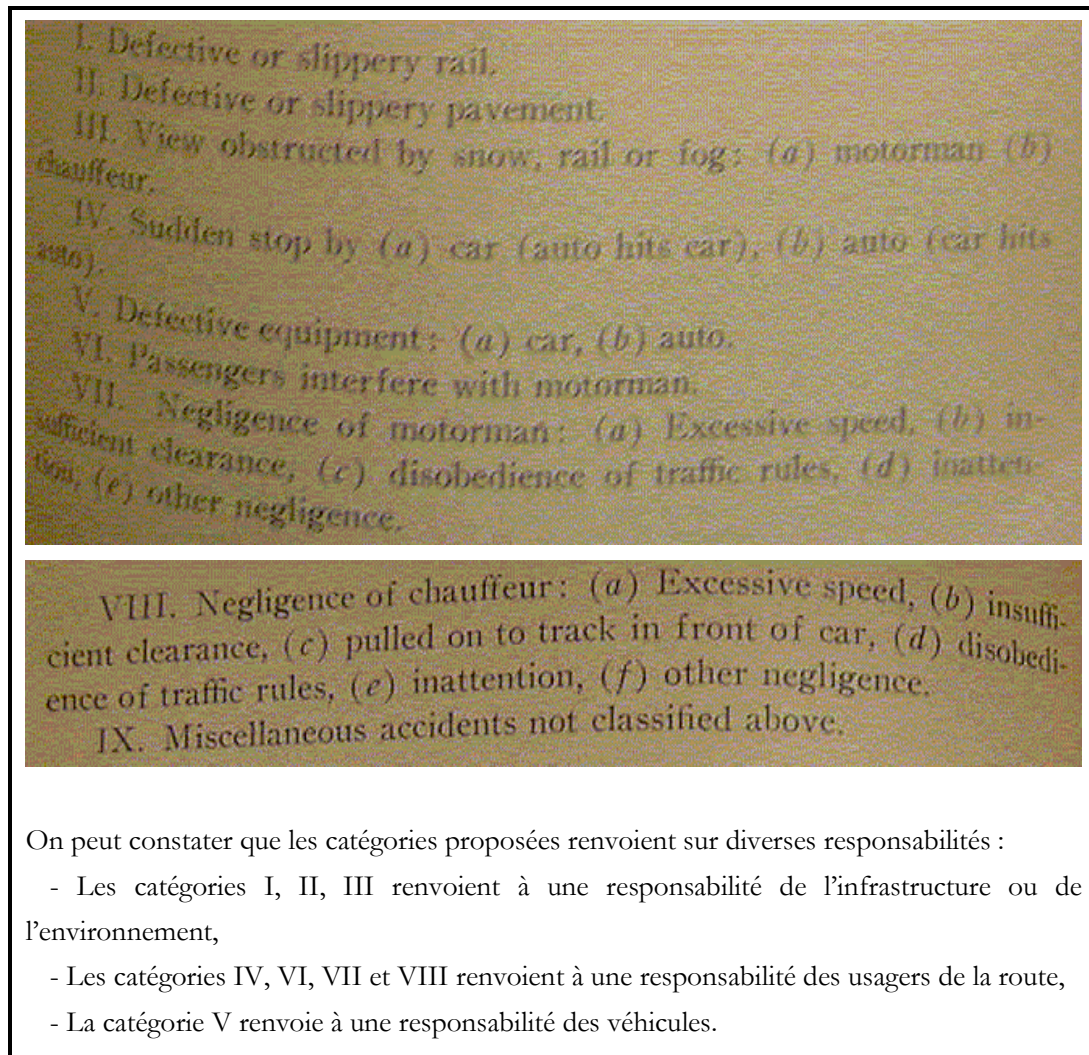 I. Defective or slippery rail.
II. Defective or slippery pavement.
III. View obstructed by snow, rail or fog: (a) motorman (b)
chauffeur.
IV. Sudden stop by (a) car (auto hits car), (b) auto (car hits
auto).
V. Defective equipment: (a) car, (b) auto.
VI. Passengers interfere with motorman.
VII. Negligence of motorman: (a) Excessive speed, (b) in-
sufficient clearance, (c) disobedience of traffic rules, (d) inatten-
tion, (e) other negligence.
VIII. Negligence of chauffeur: (a) Excessive speed, (b) insuffi-
cient clearance, (c) pulled on to track in front of car, (d) disobedi-
ence of traffic rules, (e) inattention, (f) other negligence.
IX. Miscellaneous accidents not classified above.
On peut constater que les catégories proposées renvoient sur diverses responsabilités :
- Les catégories I, II, III renvoient à une responsabilité de l’infrastructure ou de
l’environnement,
- Les catégories IV, VI, VII et VIII renvoient à une responsabilité des usagers de la route,
- La catégorie V renvoie à une responsabilité des véhicules.